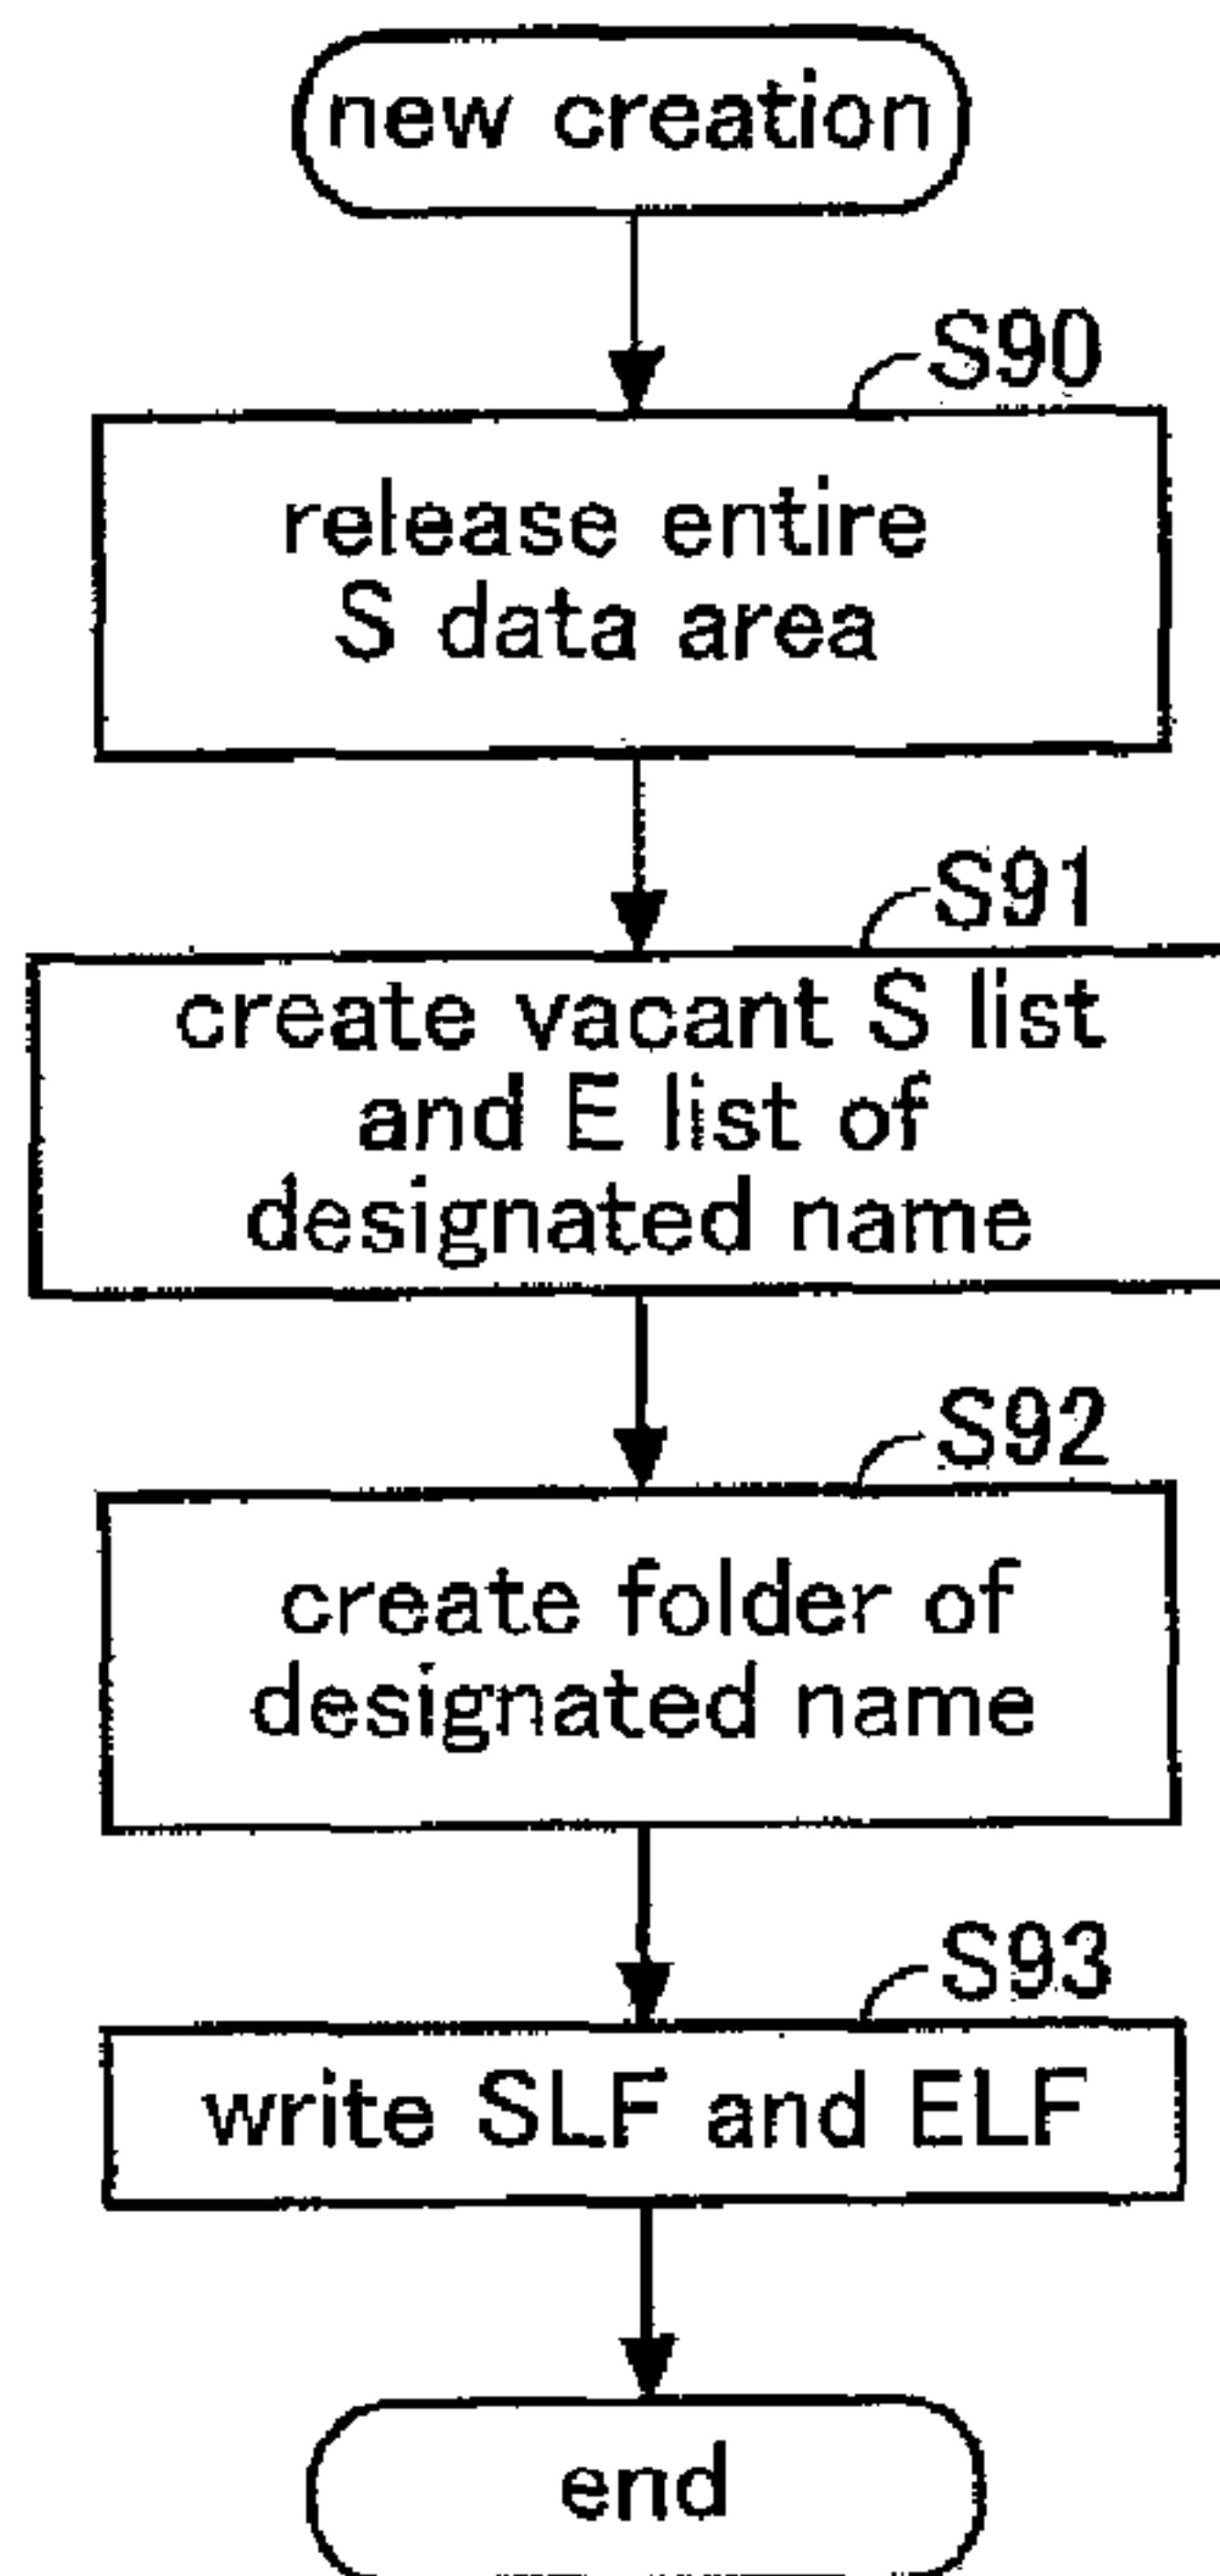 new creation
S90
release entire
S data area
S91
create vacant S list
and E list of
designated name
S92
create folder of
designated name
S93
write SLF and ELF
end